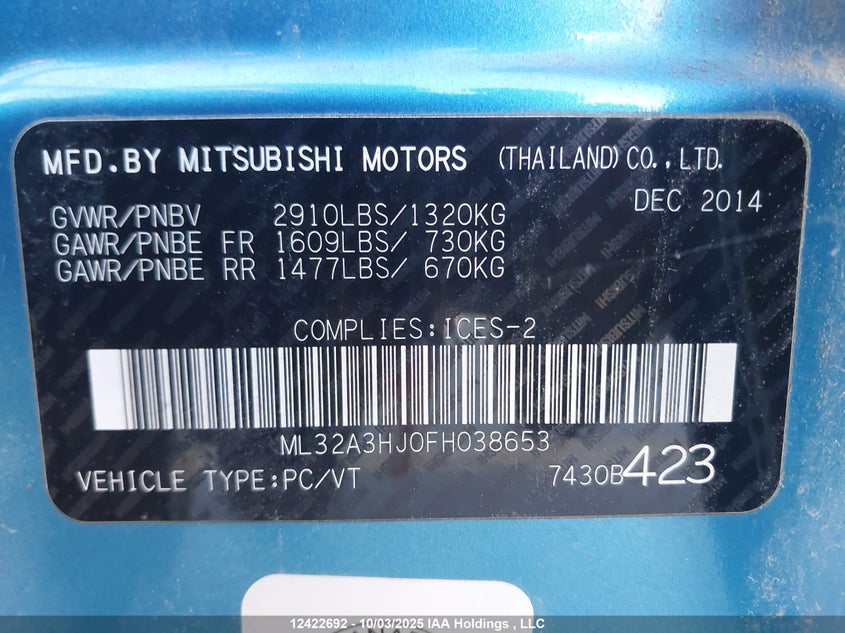 MFD.BY MITSUBISHI MOTORS (THAILAND) CO., LTD.
DEC 2014
GVWR/PNBV 2910LBS/1320KG
GAWR/PNBE FR 1609LBS/ 730KG
GAWR/PNBE RR 1477LBS/ 670KG
COMPLIES:ICES-2
ML32A3HJ0FH038653
VEHICLE TYPE:PC/VT 7430B423
12422692 - 10/03/2025 IAA Holdings , LLC